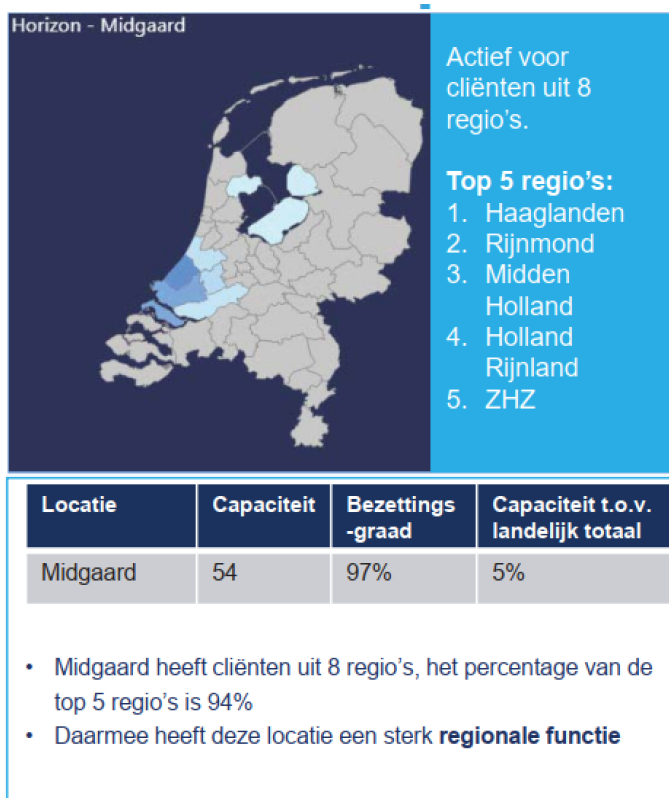 Horizon - Midgaard
Actief voor
cliënten uit 8
regio's.
Top 5 regio's:
1. Haaglanden
2. Rijnmond
3. Midden
Holland
4. Holland
Rijnland
5. ZHZ
Locatie Capaciteit Bezettings Capaciteit t.o.v.
-graad landelijk totaal
Midgaard 54 97% 5%
• Midgaard heeft cliënten uit 8 regio's, het percentage van de
top 5 regio's is 94%
• Daarmee heeft deze locatie een sterk regionale functie